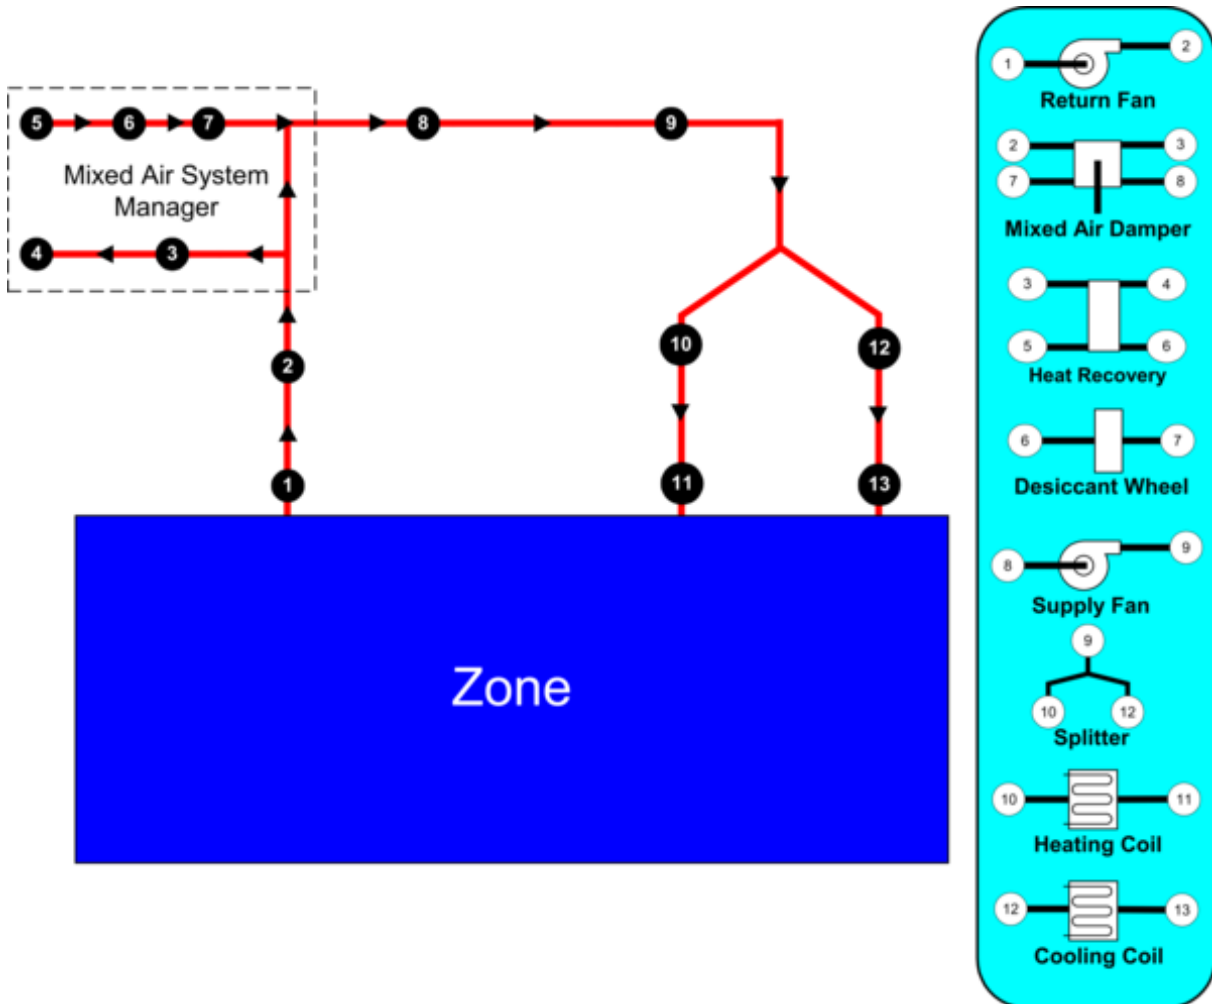 5 6 7 8 9
Mixed Air System
Manager
4 3
10 12
2
1 11 13
Zone
1 2
Return Fan
2 3
7 8
Mixed Air Damper
3 4
5 6
Heat Recovery
6 7
Desiccant Wheel
8 9
Supply Fan
9
10 12
Splitter
10 11
Heating Coil
12 13
Cooling Coil